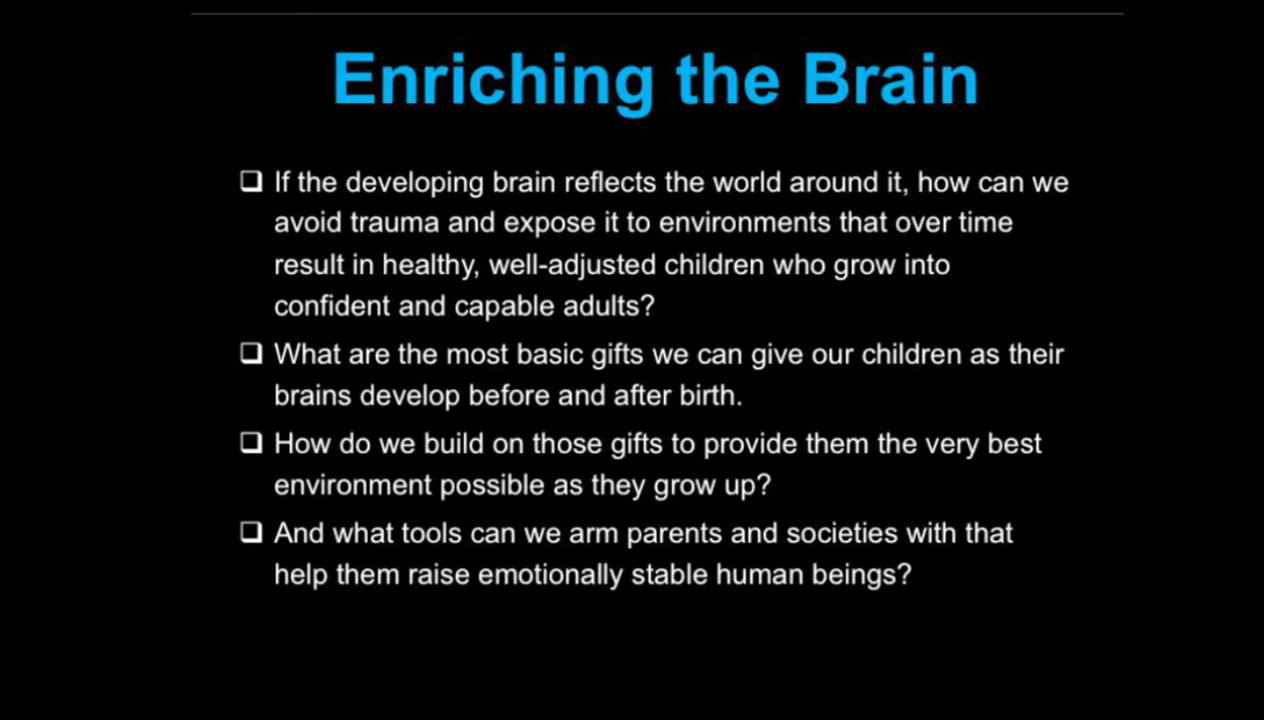 Enriching the Brain
❑ If the developing brain reflects the world around it, how can we
avoid trauma and expose it to environments that over time
result in healthy, well-adjusted children who grow into
confident and capable adults?
❑ What are the most basic gifts we can give our children as their
brains develop before and after birth.
❑ How do we build on those gifts to provide them the very best
environment possible as they grow up?
❑ And what tools can we arm parents and societies with that
help them raise emotionally stable human beings?